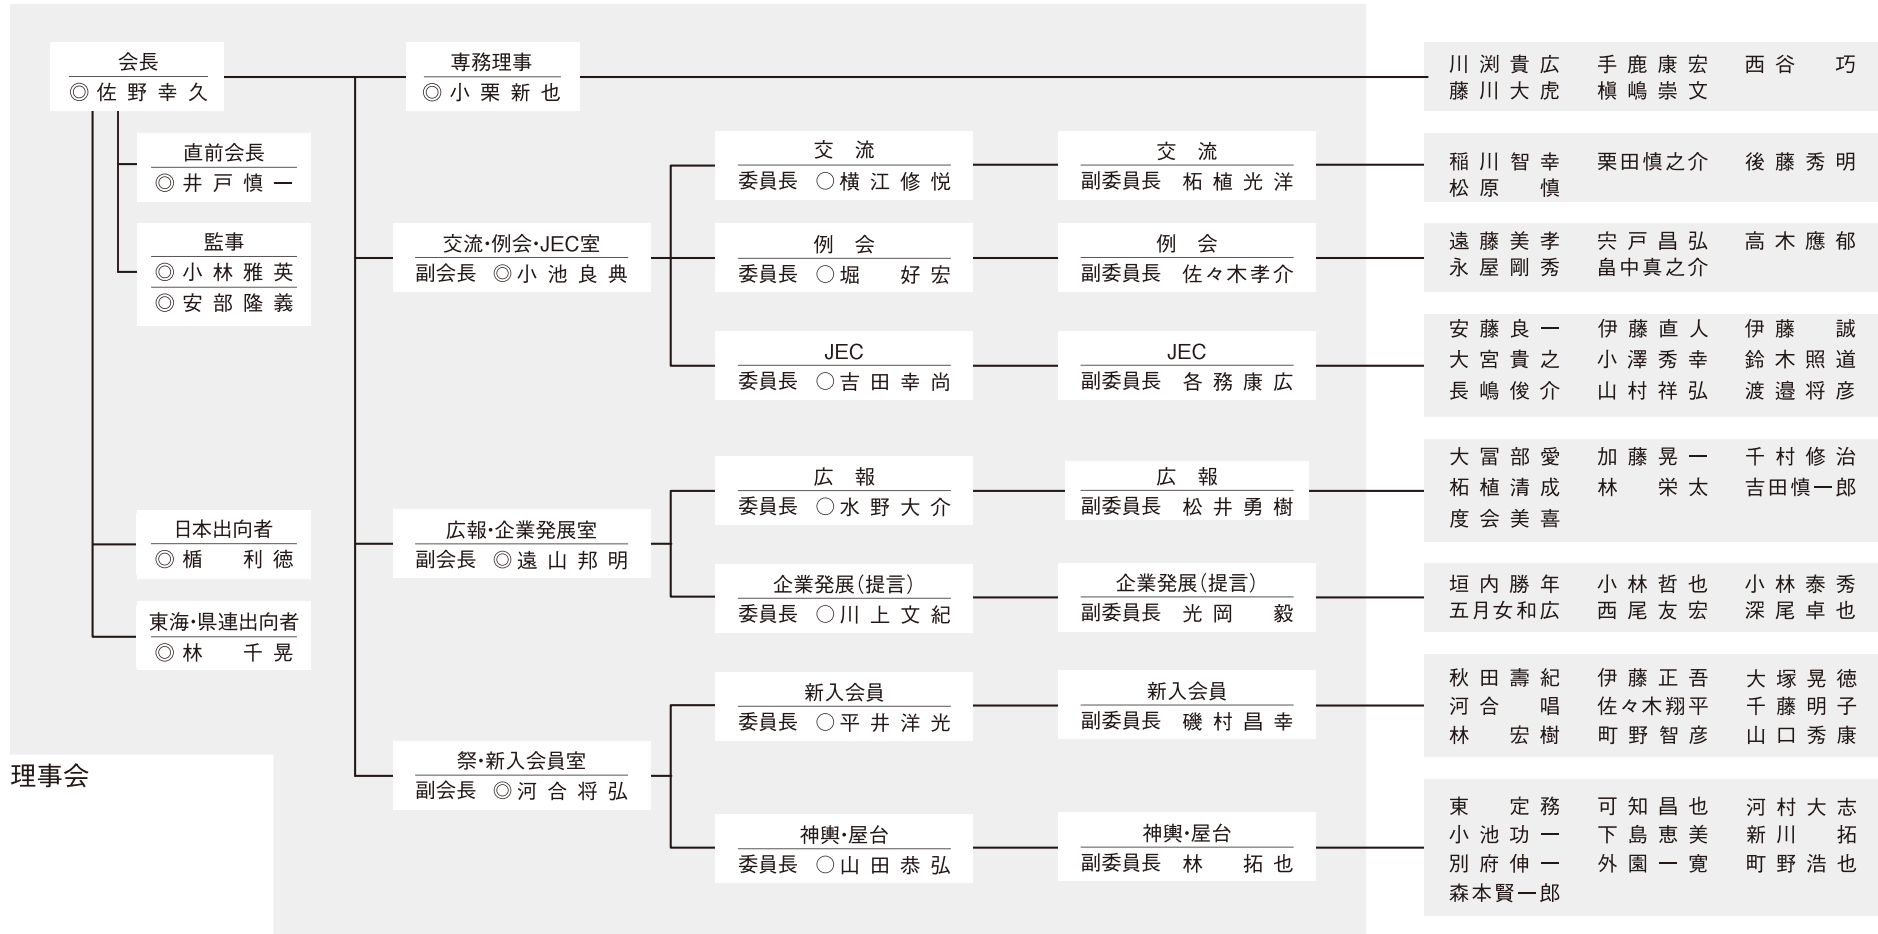 会長
◎佐野幸久
専務理事
◎小栗新也
川渕貴広 手鹿康宏 西谷 巧
藤川大虎 槇嶋崇文
直前会長
◎井戸慎一
監事
◎小林雅英
◎安部隆義
日本出向者
◎楯 利徳
東海・県連出向者
◎林 千晃
交流・例会・JEC室
副会長 ◎小池良典
交 流
委員長 ○横江修悦
交 流
副委員長 柘植光洋
稲川智幸 栗田慎之介 後藤秀明
松原 慎
例 会
委員長 ○堀 好宏
例 会
副委員長 佐々木孝介
遠藤美孝 宍戸昌弘 高木應郁
永屋剛秀 畠中真之介
JEC
委員長 ○吉田幸尚
JEC
副委員長 各務康広
安藤良一 伊藤直人 伊藤 誠
大宮貴之 小澤秀幸 鈴木照道
長嶋俊介 山村祥弘 渡邉将彦
広報・企業発展室
副会長 ◎遠山邦明
広 報
委員長 ○水野大介
広 報
副委員長 松井勇樹
大冨部愛 加藤晃一 千村修治
柘植清成 林 栄太 吉田慎一郎
度会美喜
企業発展(提言)
委員長 ○川上文紀
企業発展(提言)
副委員長 光岡 毅
垣内勝年 小林哲也 小林泰秀
五月女和広 西尾友宏 深尾卓也
祭・新入会員室
副会長 ◎河合将弘
新入会員
委員長 ○平井洋光
新入会員
副委員長 磯村昌幸
秋田壽紀 伊藤正吾 大塚晃徳
河合 唱 佐々木翔平 千藤明子
林 宏樹 町野智彦 山口秀康
神輿・屋台
委員長 ○山田恭弘
神輿・屋台
副委員長 林 拓也
東 定務 可知昌也 河村大志
小池功一 下島恵美 新川 拓
別府伸一 外園一寛 町野浩也
森本賢一郎
理事会